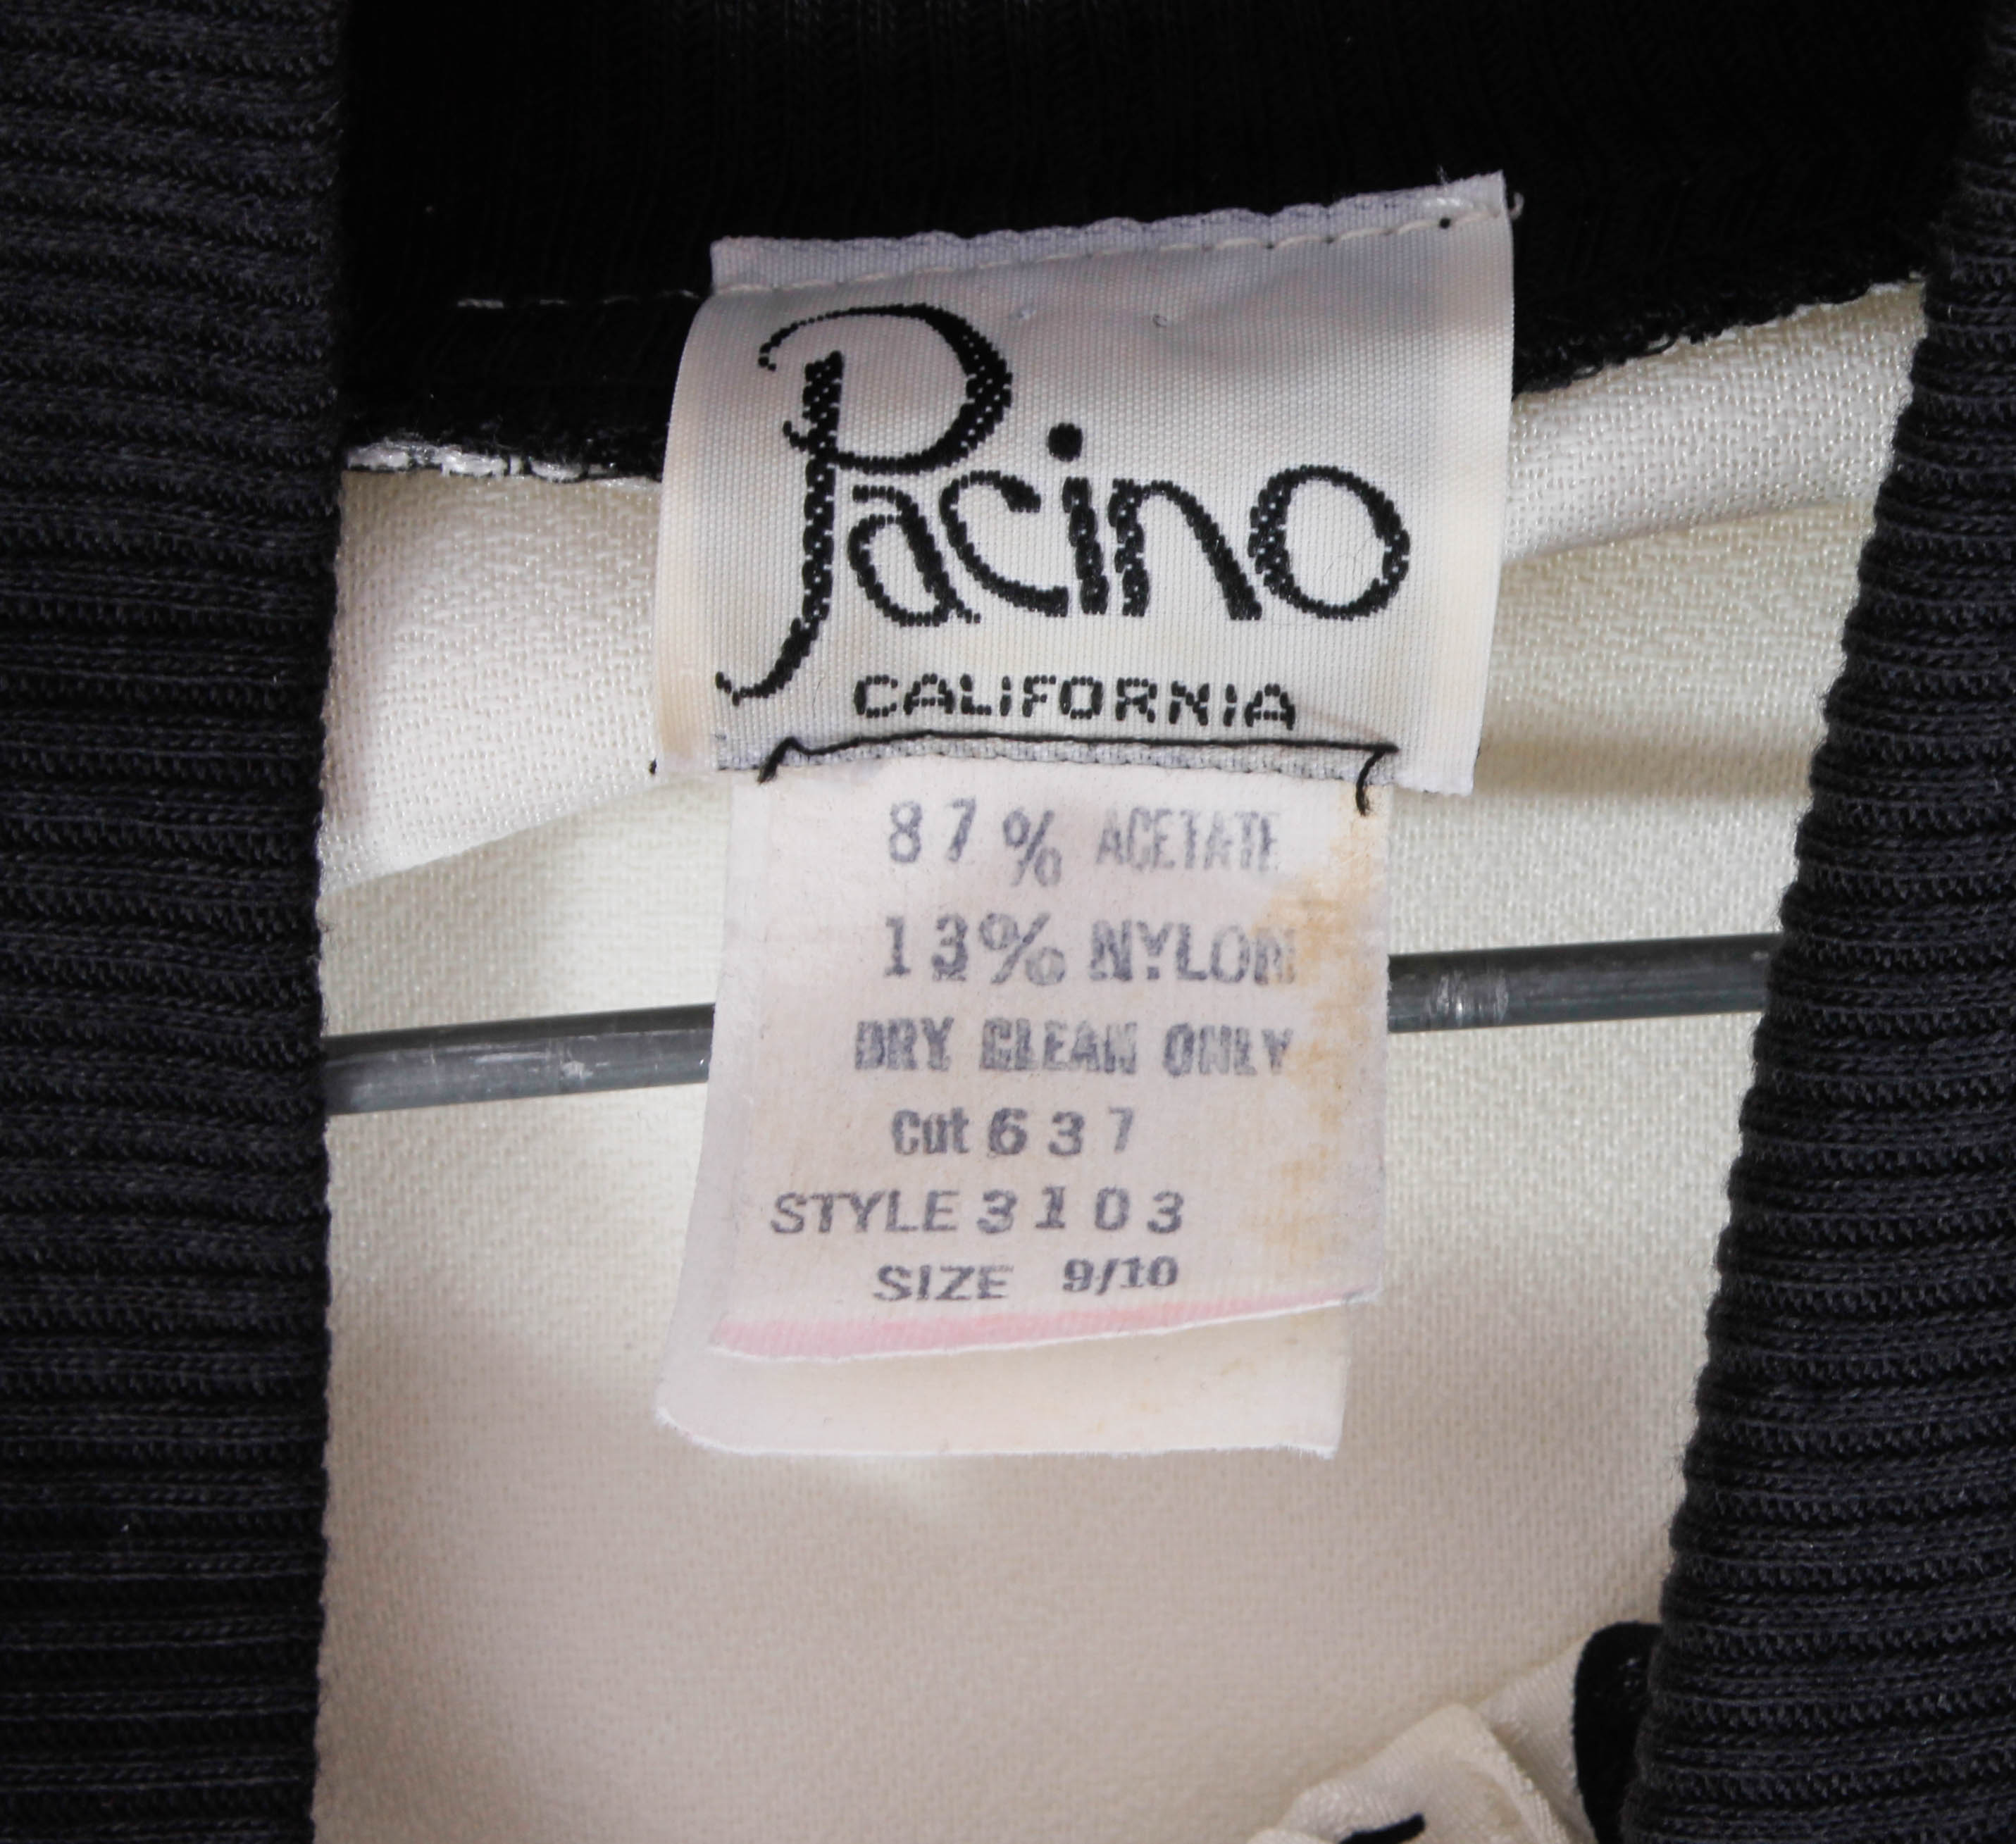 Pacino
CALIFORNIA
87% ACETATE
13% NYLON
DRY CLEAN ONLY
Cut 637
STYLE 3103
SIZE 9/10